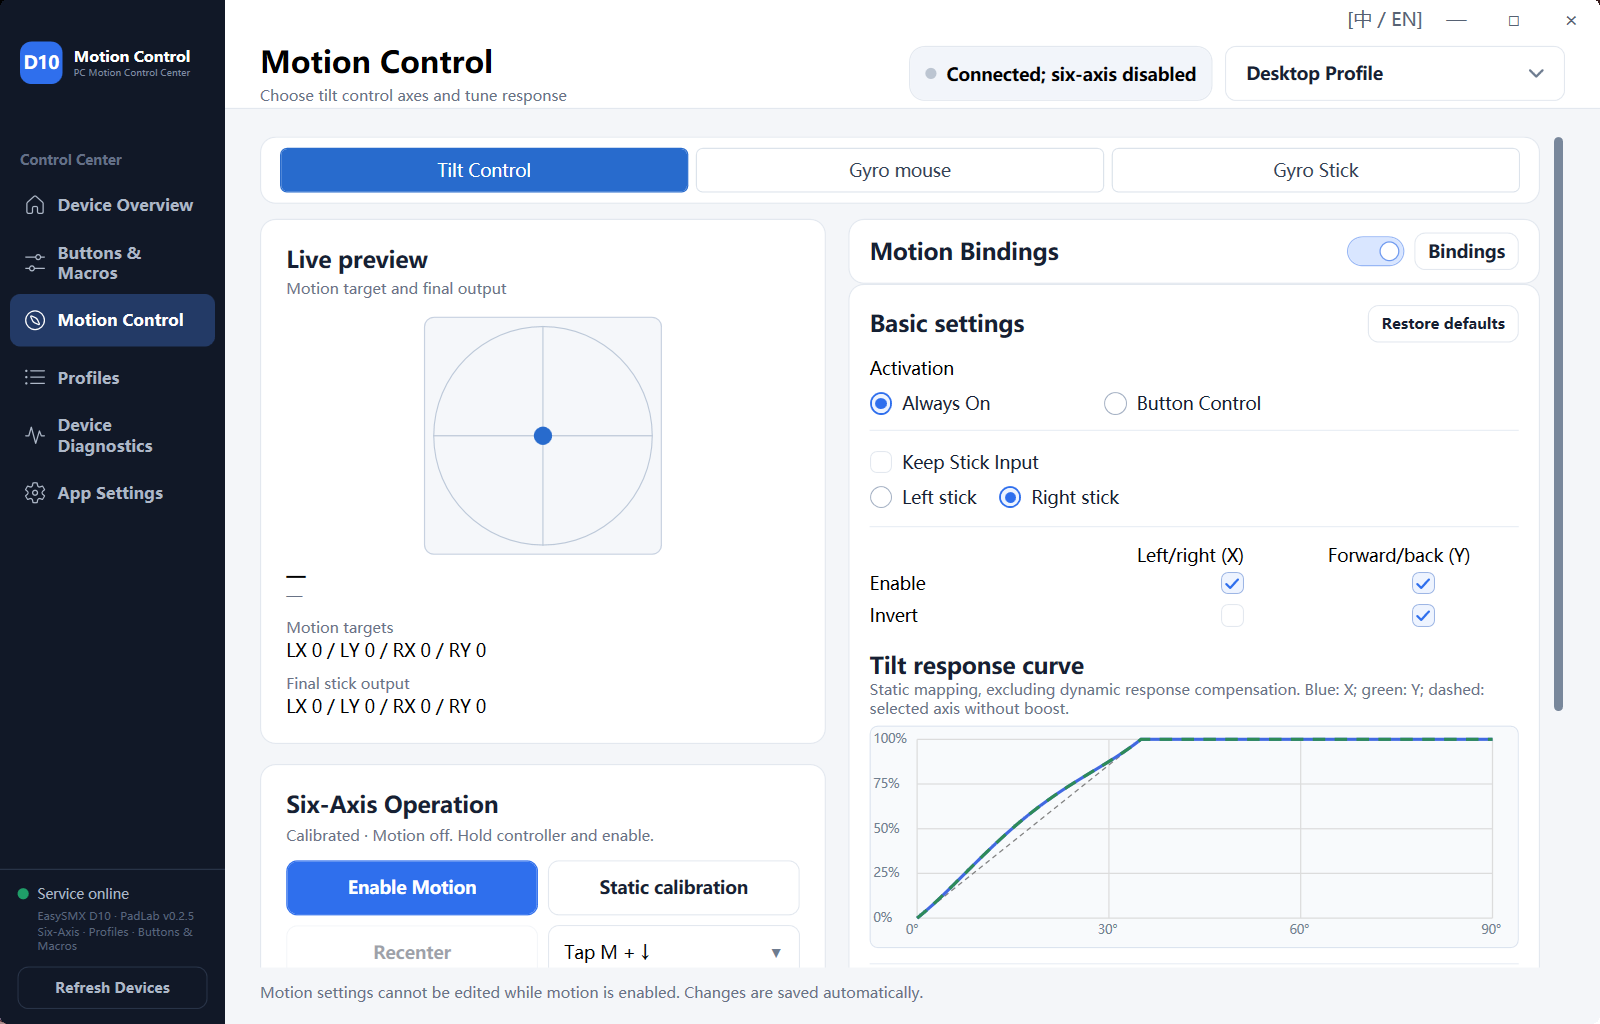 [中 / EN]
D10
Motion Control
PC Motion Control Center
Control Center
Device Overview
Buttons &
Macros
Motion Control
Profiles
Device
Diagnostics
App Settings
Service online
EasySMX D10 · PadLab v0.2.5
Six-Axis · Profiles · Buttons &
Macros
Refresh Devices
Motion Control
Choose tilt control axes and tune response
Connected; six-axis disabled
Desktop Profile
Tilt Control
Gyro mouse
Gyro Stick
Live preview
Motion target and final output
—
—
Motion targets
LX 0 / LY 0 / RX 0 / RY 0
Final stick output
LX 0 / LY 0 / RX 0 / RY 0
Six-Axis Operation
Calibrated · Motion off. Hold controller and enable.
Enable Motion
Static calibration
Recenter
Tap M + ↓
Motion Bindings
Bindings
Basic settings
Restore defaults
Activation
Always On
Button Control
Keep Stick Input
Left stick
Right stick
Left/right (X)
Forward/back (Y)
Enable
Invert
Tilt response curve
Static mapping, excluding dynamic response compensation. Blue: X; green: Y; dashed:
selected axis without boost.
100%
75%
50%
25%
0%
0°
30°
60°
90°
Motion settings cannot be edited while motion is enabled. Changes are saved automatically.